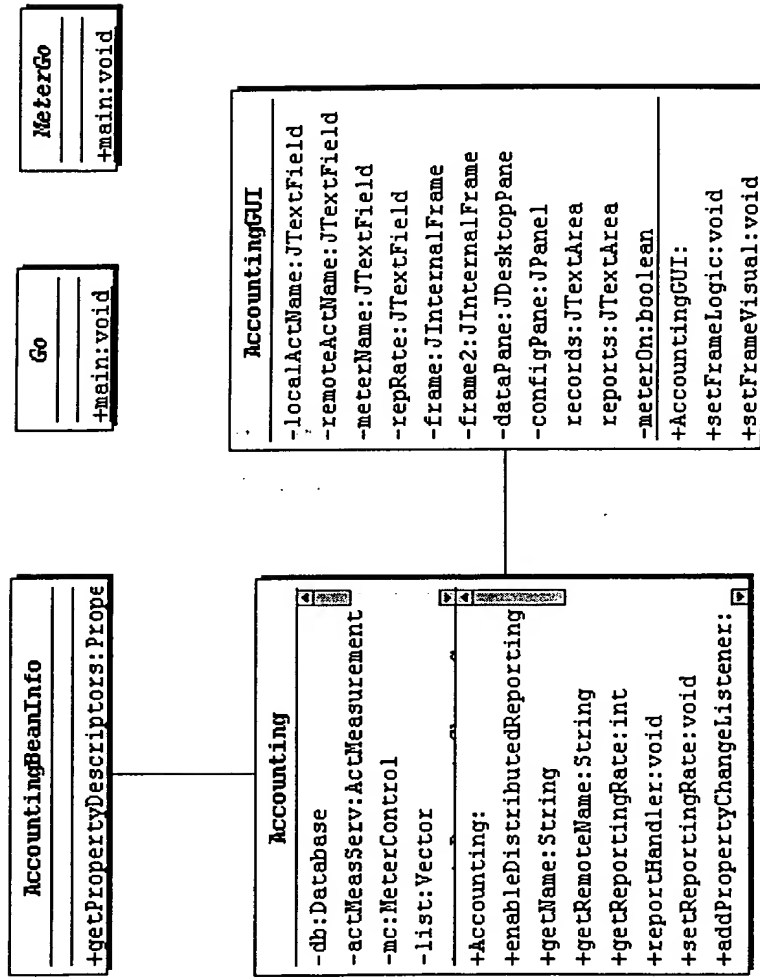 AccountingBeanInfo
+getPropertyDescriptors:Prope
Go
+main:void
MeterGo
+main:void
Accounting
-db:Database
-actMeasServ:ActMeasurement
-mc:MeterControl
-list:Vector
+Accounting:
+enableDistributedReporting
+getName:String
+getRemoteName:String
+getReportingRate:int
+reportHandler:void
+setReportingRate:void
+addPropertyChangeListener:
AccountingGUI
-localActName:JTextField
-remoteActName:JTextField
-meterName:JTextField
-repRate:JTextField
-frame:JInternalFrame
-frame2:JInternalFrame
-dataPane:JDesktopPane
-configPane:JPanel
records:JTextArea
reports:JTextArea
-meterOn:boolean
+AccountingGUI:
+setFrameLogic:void
+setFrameVisual:void